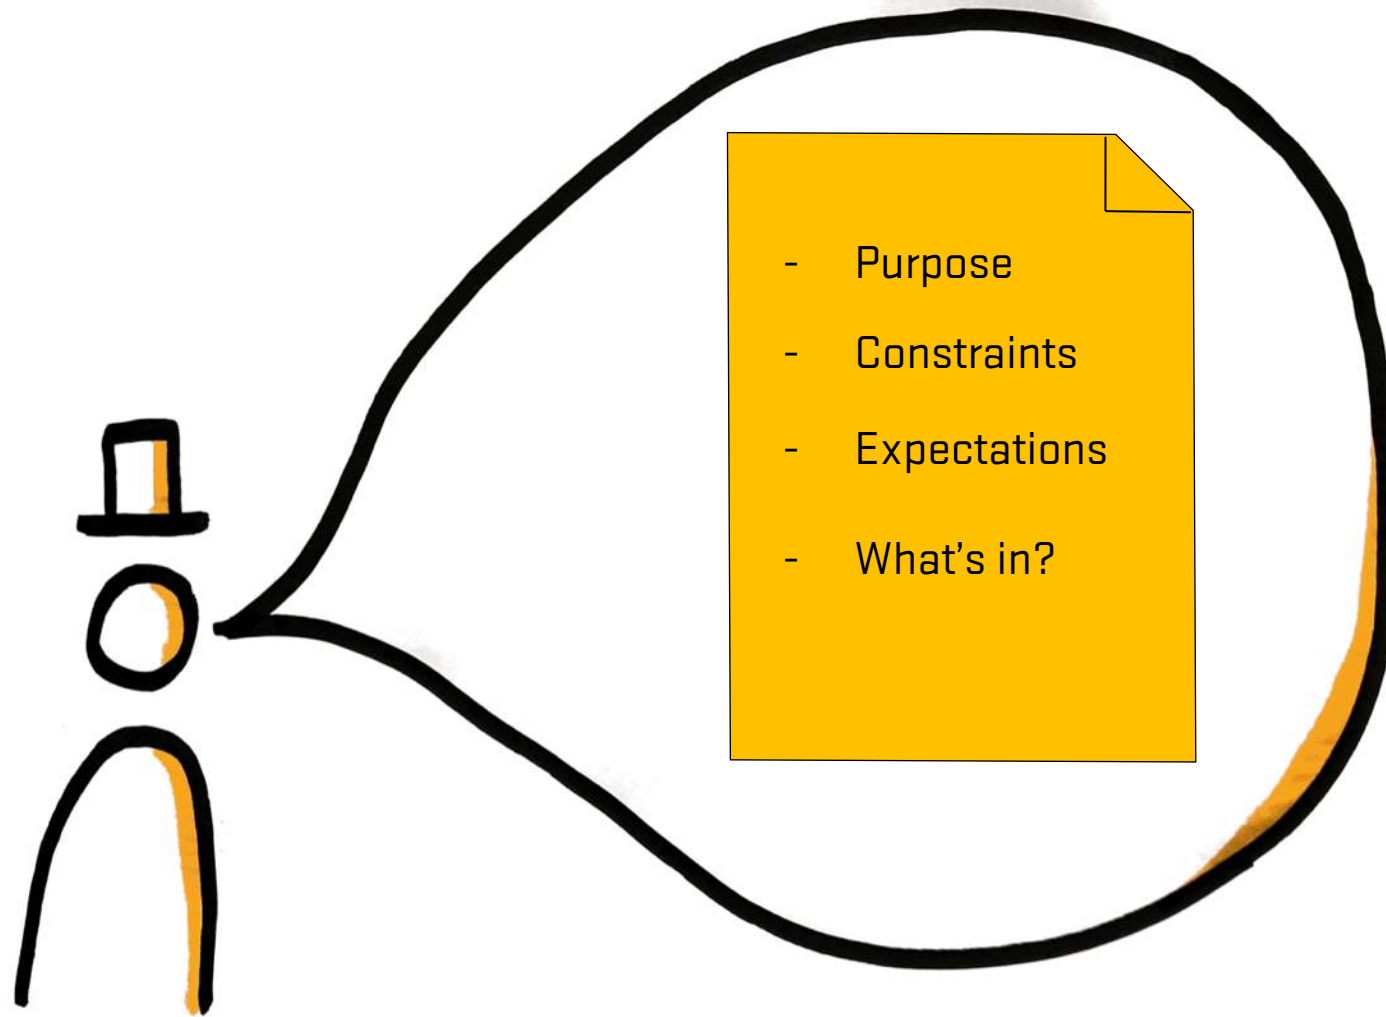 - Purpose
- Constraints
- Expectations
- What's in?